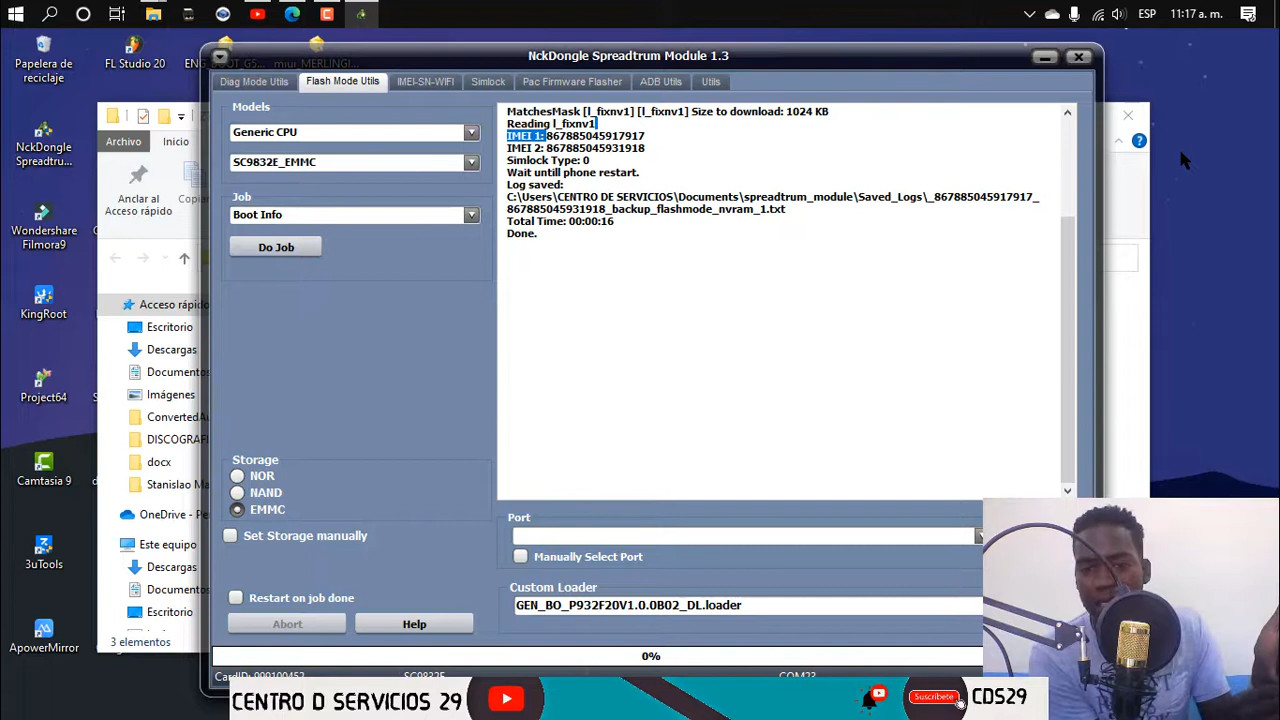 ESP
11:17 a. m.
Papelera de
reciclaje
FL Studio 20
ENG_BOOT_G5...
miui_MERLINGI...
NckDongle
Spreadtru...
Wondershare
Filmora9
KingRoot
Project64
Camtasia 9
3uTools
ApowerMirror
Archivo
Inicio
Anclar al
Acceso rápido
Copiar
Acceso rápido
Escritorio
Descargas
Documentos
Imágenes
DISCOGRAFI
docx
Stanislao M
OneDrive - Pe
Este equipo
Descargas
Documentos
Escritorio
3 elementos
NckDongle Spreadtrum Module 1.3
Diag Mode Utils
Flash Mode Utils
IMEI-SN-WIFI
Simlock
Pac Firmware Flasher
ADB Utils
Utils
Models
Generic CPU
SC9832E_EMMC
Job
Boot Info
Do Job
Storage
NOR
NAND
EMMC
Set Storage manually
Restart on job done
Abort
Help
MatchesMask [l_fixnv1] [l_fixnv1] Size to download: 1024 KB
Reading l_fixnv1
IMEI 1: 867885045917917
IMEI 2: 867885045931918
Simlock Type: 0
Wait untill phone restart.
Log saved:
C:\Users\CENTRO DE SERVICIOS\Documents\spreadtrum_module\Saved_Logs\_867885045917917_
867885045931918_backup_flashmode_nvram_1.txt
Total Time: 00:00:16
Done.
Port
Manually Select Port
Custom Loader
GEN_BO_P932F20V1.0.0B02_DL.loader
0%
CENTRO D SERVICIOS 29
Suscribete
CDS29